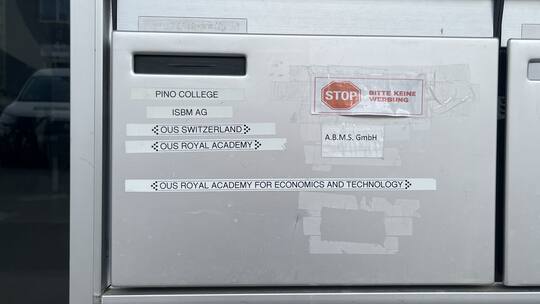 PINO COLLEGE
ISBM AG
OUS SWITZERLAND
OUS ROYAL ACADEMY
STOP
BITTE KEINE
WERBUNG
A.B.M.S. GmbH
OUS ROYAL ACADEMY FOR ECONOMICS AND TECHNOLOGY